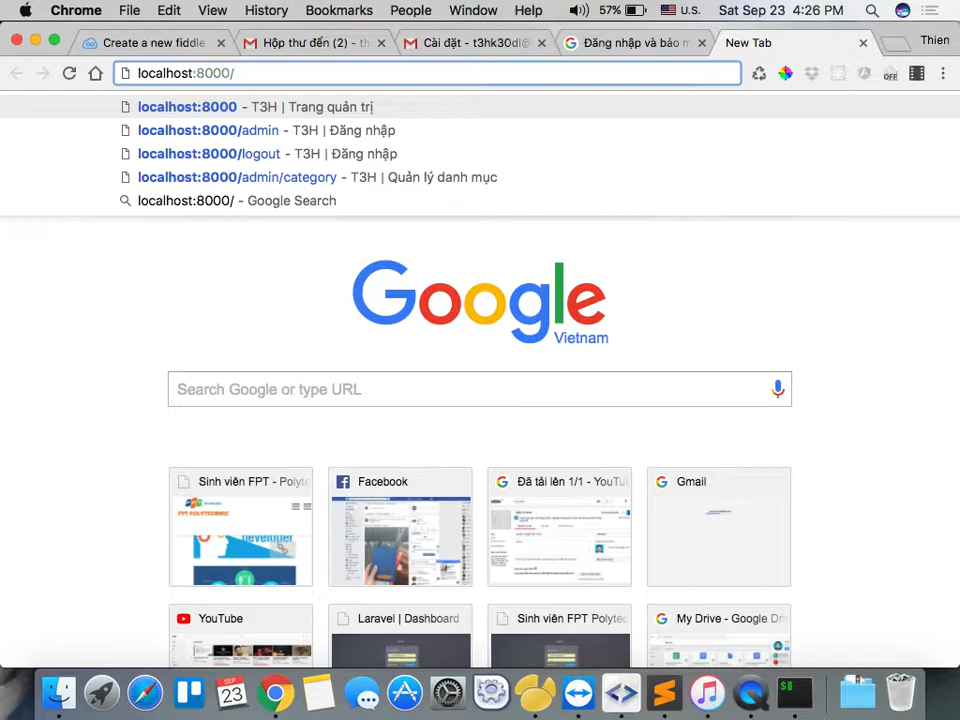 Chrome File Edit View History Bookmarks People Window Help 57% U.S. Sat Sep 23 4:26 PM
Create a new fiddle Hộp thư đến (2) - Cài đặt - t3hk30dl@ Đăng nhập và bảo m New Tab Thien
localhost:8000/ OFF
localhost:8000 - T3H | Trang quản trị
localhost:8000/admin - T3H | Đăng nhập
localhost:8000/logout - T3H | Đăng nhập
localhost:8000/admin/category - T3H | Quản lý danh mục
localhost:8000/ - Google Search
Google
Vietnam
Search Google or type URL
Sinh viên FPT - Polyte Facebook Đã tải lên 1/1 - YouTu Gmail
FPT POLYTECHNIC
Developer
YouTube Laravel | Dashboard Sinh viên FPT Polytec My Drive - Google Dri
SEP
23